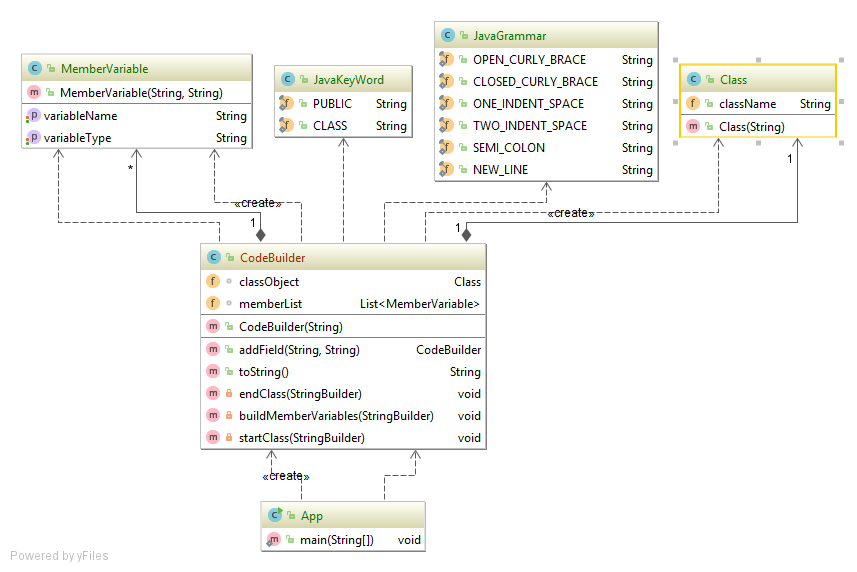 MemberVariable
m MemberVariable(String, String)
p variableName String
p variableType String
C JavaKeyWord
f PUBLIC String
f CLASS String
C JavaGrammar
f OPEN_CURLY_BRACE String
f CLOSED_CURLY_BRACE String
f ONE_INDENT_SPACE String
f TWO_INDENT_SPACE String
f SEMI_COLON String
f NEW_LINE String
C Class
f className String
m Class(String)
*
«create»
1
«create»
1
1
C CodeBuilder
f classObject Class
f memberList List<MemberVariable>
m CodeBuilder(String)
m addField(String, String) CodeBuilder
m toString() String
m endClass(StringBuilder) void
m buildMemberVariables(StringBuilder) void
m startClass(StringBuilder) void
«create»
C App
m main(String[]) void
Powered by yFiles